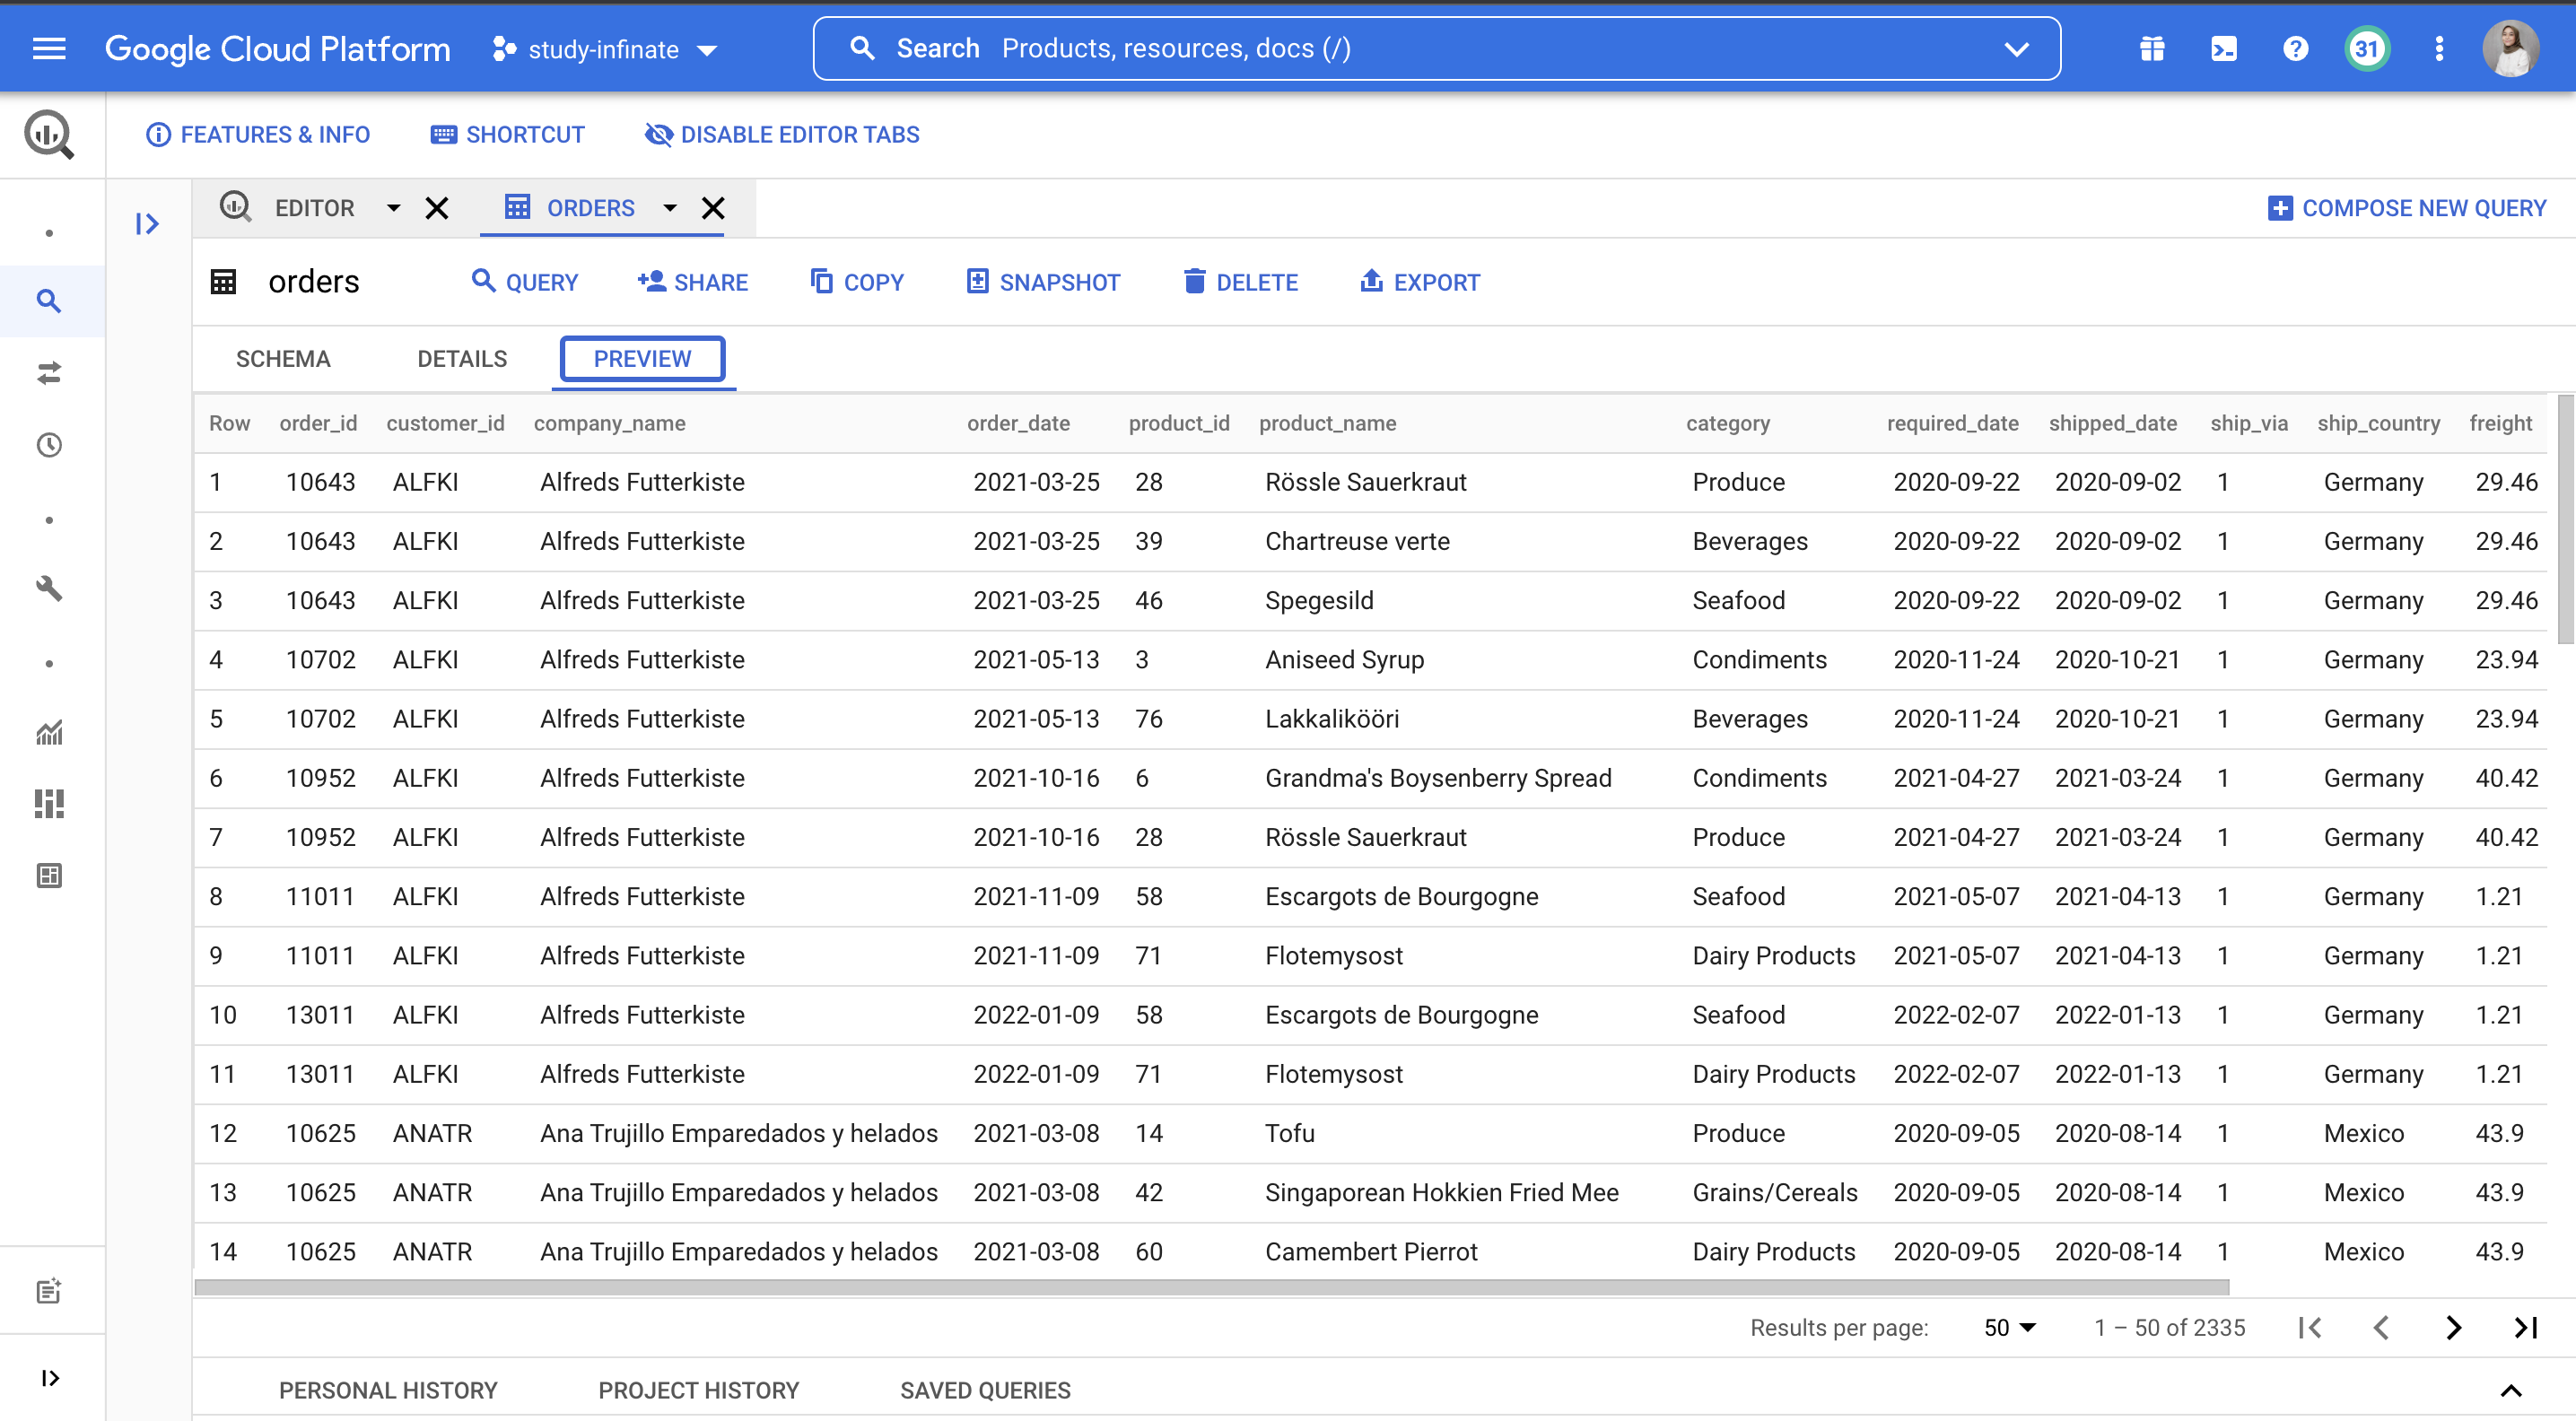 Google Cloud Platform study-infinate Search Products, resources, docs (/) 31
FEATURES & INFO SHORTCUT DISABLE EDITOR TABS
EDITOR ORDERS COMPOSE NEW QUERY
orders QUERY SHARE COPY SNAPSHOT DELETE EXPORT
SCHEMA DETAILS PREVIEW
Row order_id customer_id company_name order_date product_id product_name category required_date shipped_date ship_via ship_country freight
1 10643 ALFKI Alfreds Futterkiste 2021-03-25 28 Rössle Sauerkraut Produce 2020-09-22 2020-09-02 1 Germany 29.46
2 10643 ALFKI Alfreds Futterkiste 2021-03-25 39 Chartreuse verte Beverages 2020-09-22 2020-09-02 1 Germany 29.46
3 10643 ALFKI Alfreds Futterkiste 2021-03-25 46 Spegesild Seafood 2020-09-22 2020-09-02 1 Germany 29.46
4 10702 ALFKI Alfreds Futterkiste 2021-05-13 3 Aniseed Syrup Condiments 2020-11-24 2020-10-21 1 Germany 23.94
5 10702 ALFKI Alfreds Futterkiste 2021-05-13 76 Lakkalikööri Beverages 2020-11-24 2020-10-21 1 Germany 23.94
6 10952 ALFKI Alfreds Futterkiste 2021-10-16 6 Grandma's Boysenberry Spread Condiments 2021-04-27 2021-03-24 1 Germany 40.42
7 10952 ALFKI Alfreds Futterkiste 2021-10-16 28 Rössle Sauerkraut Produce 2021-04-27 2021-03-24 1 Germany 40.42
8 11011 ALFKI Alfreds Futterkiste 2021-11-09 58 Escargots de Bourgogne Seafood 2021-05-07 2021-04-13 1 Germany 1.21
9 11011 ALFKI Alfreds Futterkiste 2021-11-09 71 Flotemysost Dairy Products 2021-05-07 2021-04-13 1 Germany 1.21
10 13011 ALFKI Alfreds Futterkiste 2022-01-09 58 Escargots de Bourgogne Seafood 2022-02-07 2022-01-13 1 Germany 1.21
11 13011 ALFKI Alfreds Futterkiste 2022-01-09 71 Flotemysost Dairy Products 2022-02-07 2022-01-13 1 Germany 1.21
12 10625 ANATR Ana Trujillo Emparedados y helados 2021-03-08 14 Tofu Produce 2020-09-05 2020-08-14 1 Mexico 43.9
13 10625 ANATR Ana Trujillo Emparedados y helados 2021-03-08 42 Singaporean Hokkien Fried Mee Grains/Cereals 2020-09-05 2020-08-14 1 Mexico 43.9
14 10625 ANATR Ana Trujillo Emparedados y helados 2021-03-08 60 Camembert Pierrot Dairy Products 2020-09-05 2020-08-14 1 Mexico 43.9
Results per page: 50 1 – 50 of 2335
PERSONAL HISTORY PROJECT HISTORY SAVED QUERIES